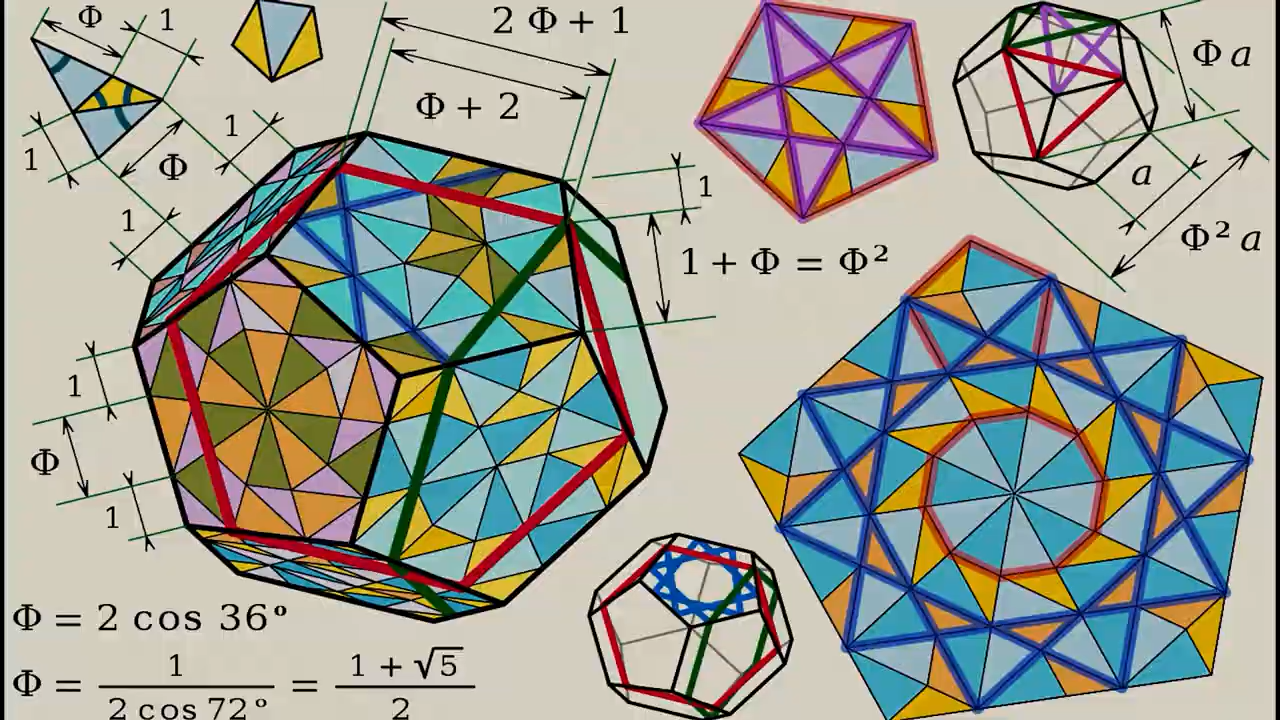 Φ 1
2 Φ + 1
Φ + 2
1
1 Φ
1
1
1 + Φ = Φ²
Φ a
a
Φ² a
1
Φ
1
Φ = 2 cos 36°
Φ = 1 / 2 cos 72° = 1 + √5 / 2